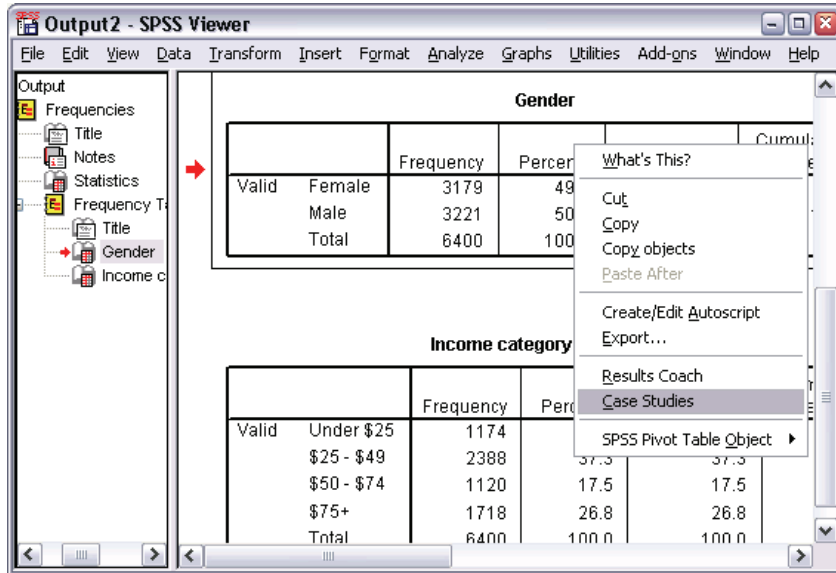 Output2 - SPSS Viewer
File Edit View Data Transform Insert Format Analyze Graphs Utilities Add-ons Window Help
Output
Frequencies
Title
Notes
Statistics
Frequency Ta
Title
Gender
Income c
Gender
Cumula
Frequency Percen
Valid Female 3179 49
Male 3221 50
Total 6400 100
What's This?
Cut
Copy
Copy objects
Paste After
Create/Edit Autoscript
Export...
Results Coach
Case Studies
SPSS Pivot Table Object
Income category
Frequency Perc
Valid Under $25 1174
$25 - $49 2388 37.3 37.3
$50 - $74 1120 17.5 17.5
$75+ 1718 26.8 26.8
Total 6400 100.0 100.0